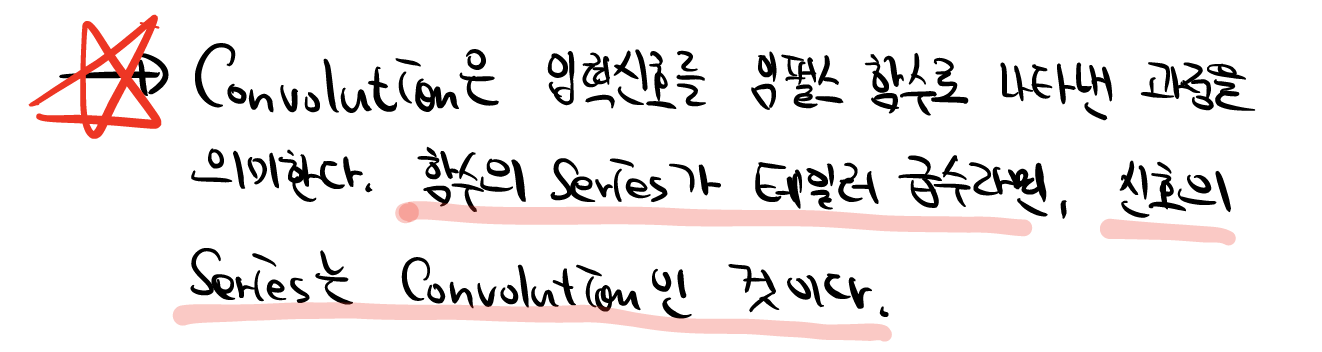 → Convolution은 입력신호를 임펄스 함수로 나타낸 과정을
의미한다. 함수의 Series가 테일러 급수라면, 신호의
Series는 Convolution인 것이다.